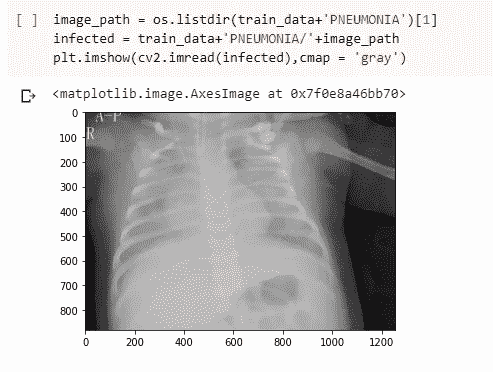 [ ] image_path = os.listdir(train_data+'PNEUMONIA')[1]
infected = train_data+'PNEUMONIA/'+image_path
plt.imshow(cv2.imread(infected),cmap = 'gray')
<matplotlib.image.AxesImage at 0x7f0e8a46bb70>
A-P
R
0
100
200
300
400
500
600
700
800
0 200 400 600 800 1000 1200